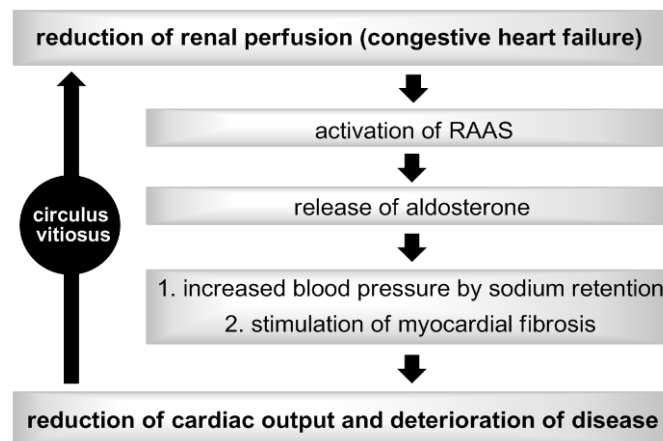 reduction of renal perfusion (congestive heart failure)
activation of RAAS
release of aldosterone
circulus
vitiosus
1. increased blood pressure by sodium retention
2. stimulation of myocardial fibrosis
reduction of cardiac output and deterioration of disease